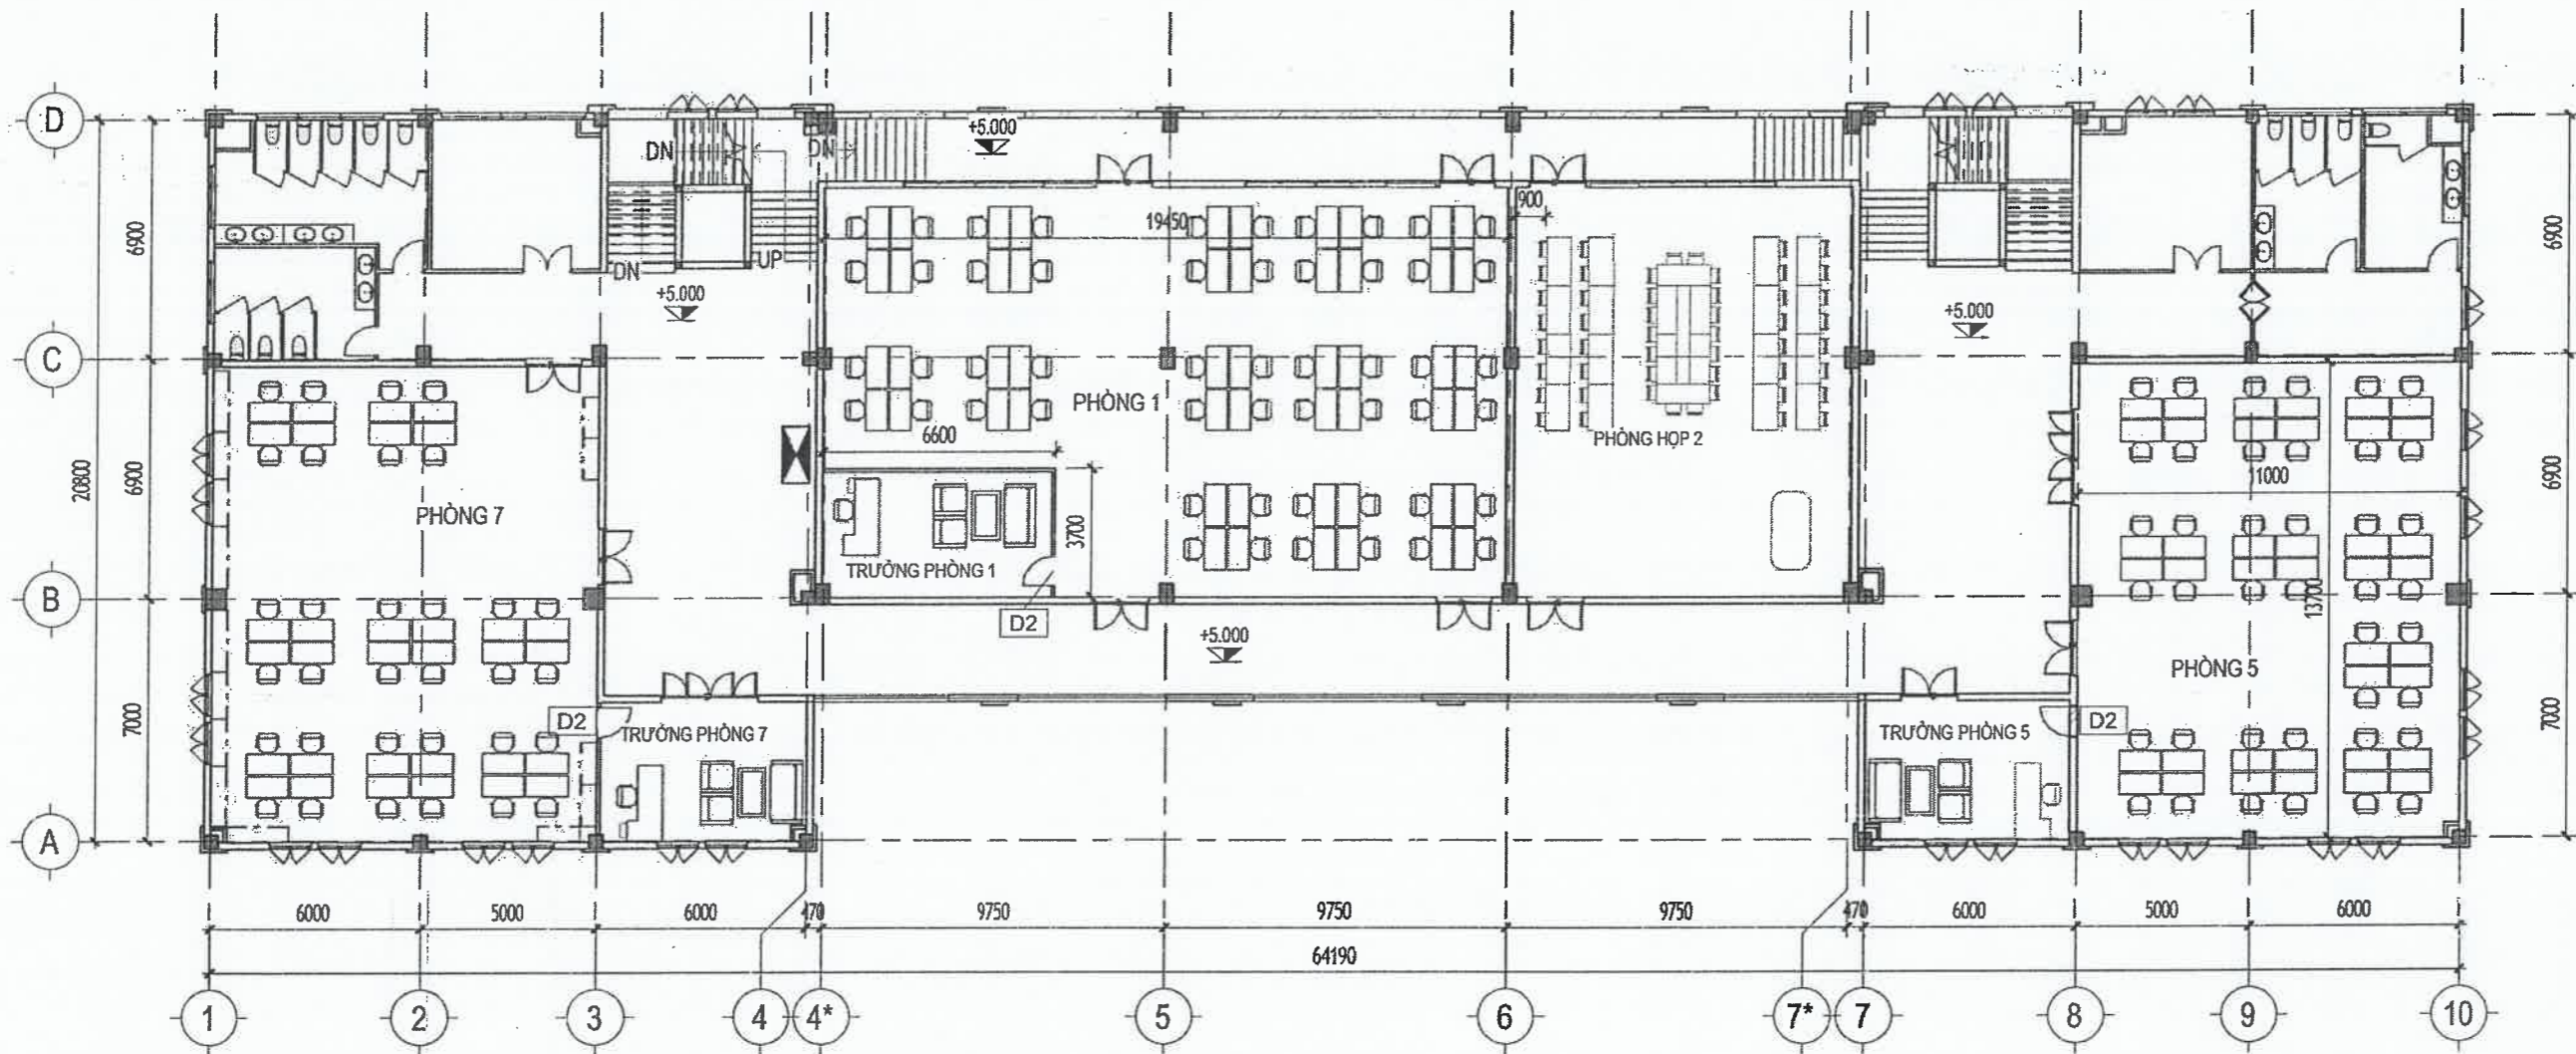 D
+5.000
DN
DN
6900
19450
900
6900
DN
UP
+5.000
+5.000
C
PHÒNG 1
6600
PHÒNG HỌP 2
20800
6900
11000
6900
PHÒNG 7
3700
TRƯỞNG PHÒNG 1
B
13700
D2
+5.000
PHÒNG 5
7000
D2
TRƯỞNG PHÒNG 7
TRƯỞNG PHÒNG 5
D2
7000
A
6000
5000
6000
470
9750
9750
9750
470
6000
5000
6000
64190
1
2
3
4
4*
5
6
7*
7
8
9
10